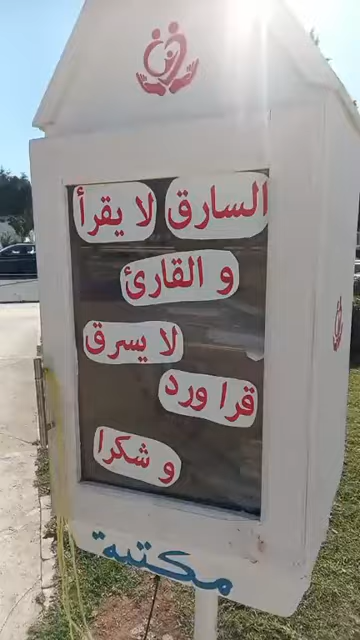 السارق لا يقرأ
و القارئ
لا يسرق
قرا ورد
و شكرا
مكتبة